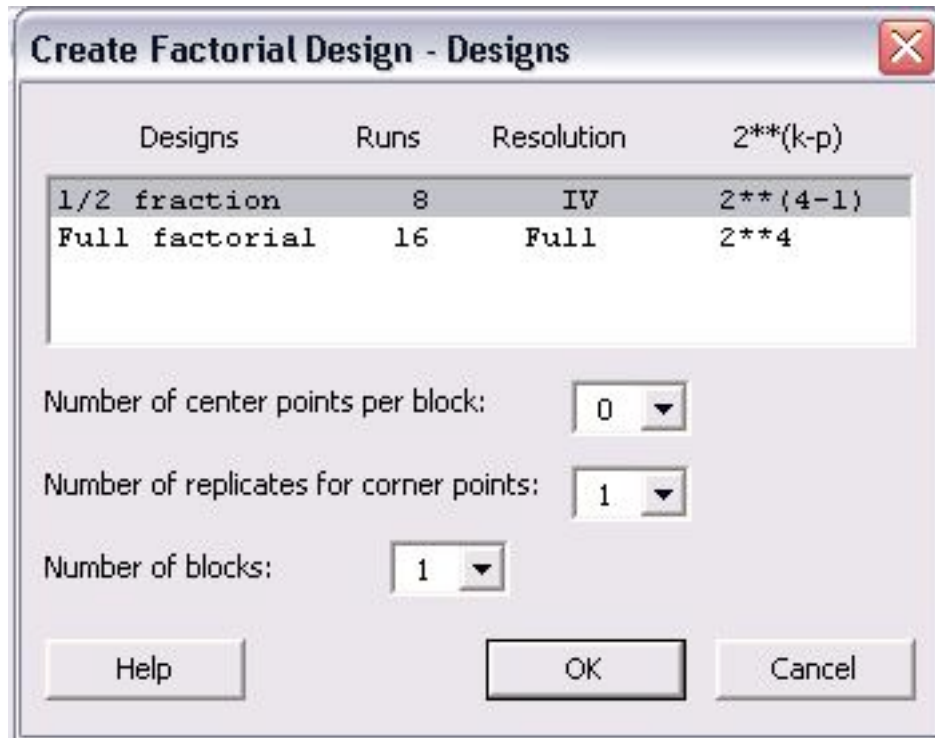 Create Factorial Design - Designs
Designs Runs Resolution 2**(k-p)
1/2 fraction 8 IV 2**(4-1)
Full factorial 16 Full 2**4
Number of center points per block: 0
Number of replicates for corner points: 1
Number of blocks: 1
Help OK Cancel